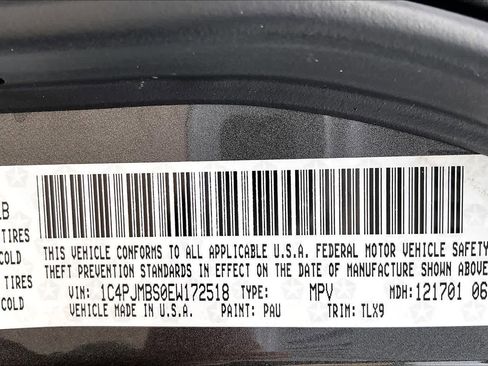 LB
TIRES
COLD
TIRES
COLD
THIS VEHICLE CONFORMS TO ALL APPLICABLE U.S.A. FEDERAL MOTOR VEHICLE SAFETY
THEFT PREVENTION STANDARDS IN EFFECT ON THE DATE OF MANUFACTURE SHOWN ABOVE
VIN: 1C4PJMBS0EW172518 TYPE: MPV MDH:121701 06
VEHICLE MADE IN U.S.A. PAINT: PAU TRIM: TLX9